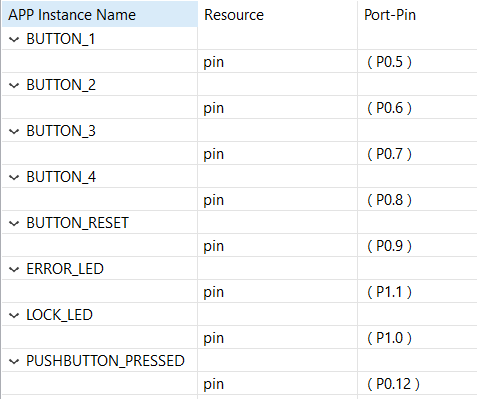 APP Instance Name Resource Port-Pin
BUTTON_1
pin ( P0.5 )
BUTTON_2
pin ( P0.6 )
BUTTON_3
pin ( P0.7 )
BUTTON_4
pin ( P0.8 )
BUTTON_RESET
pin ( P0.9 )
ERROR_LED
pin ( P1.1 )
LOCK_LED
pin ( P1.0 )
PUSHBUTTON_PRESSED
pin ( P0.12 )